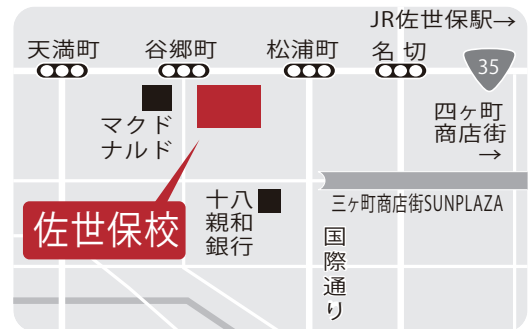 JR佐世保駅→
天満町
谷郷町
松浦町
名切
35
マクド
ナルド
四ヶ町
商店街
→
佐世保校
十八
親和
銀行
三ヶ町商店街SUNPLAZA
国際通り